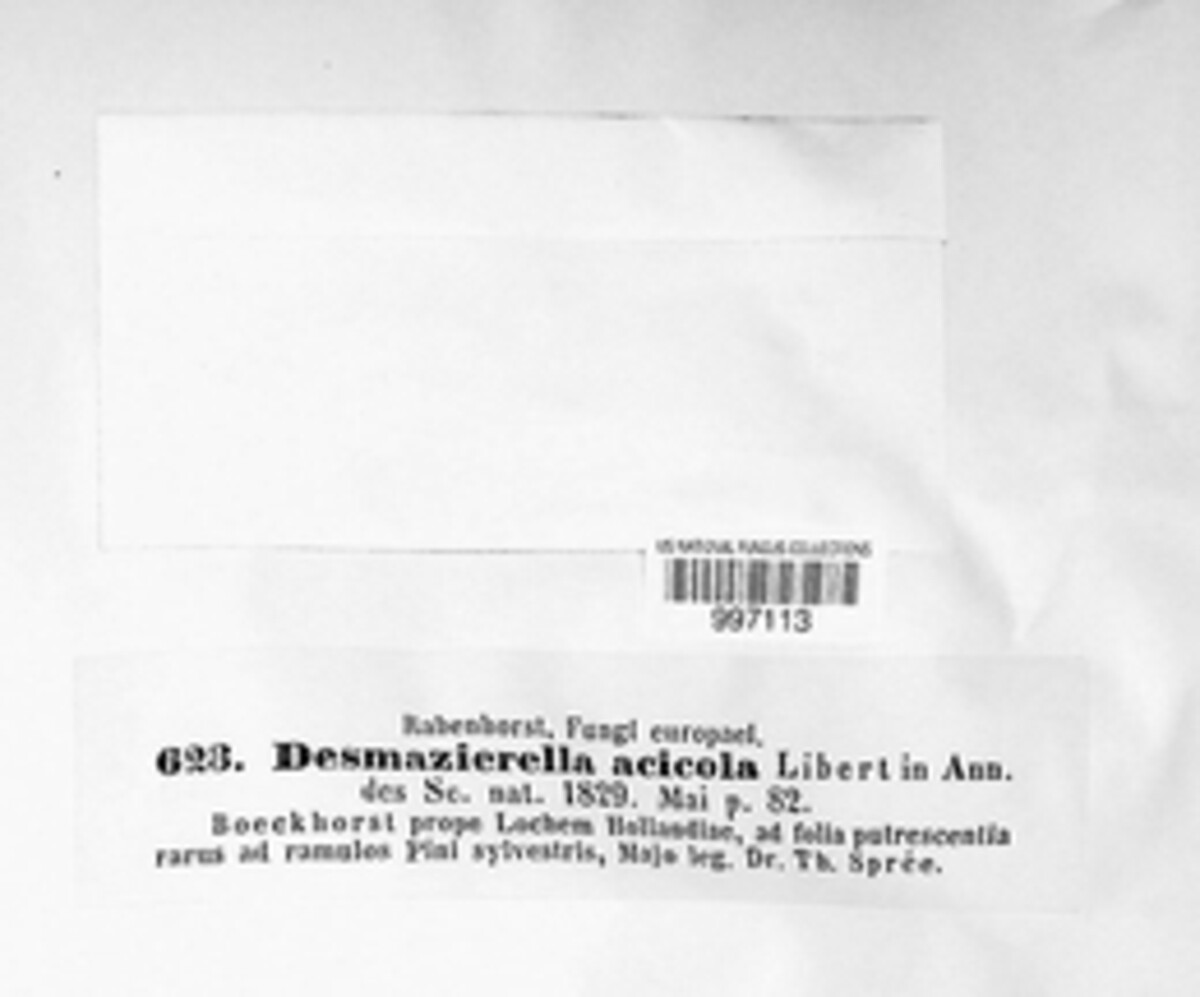 US NATIONAL FUNGUS COLLECTIONS
997113
Rabenhorst, Fungi europaei.
623. Desmazierella acicola Libert in Ann.
des Sc. nat. 1829. Mai p. 82.
Boeckhorst prope Lochem Hollandiae, ad folia putrescentia
rarus ad ramulos Pini sylvestris, Majo leg. Dr. Th. Sprée.